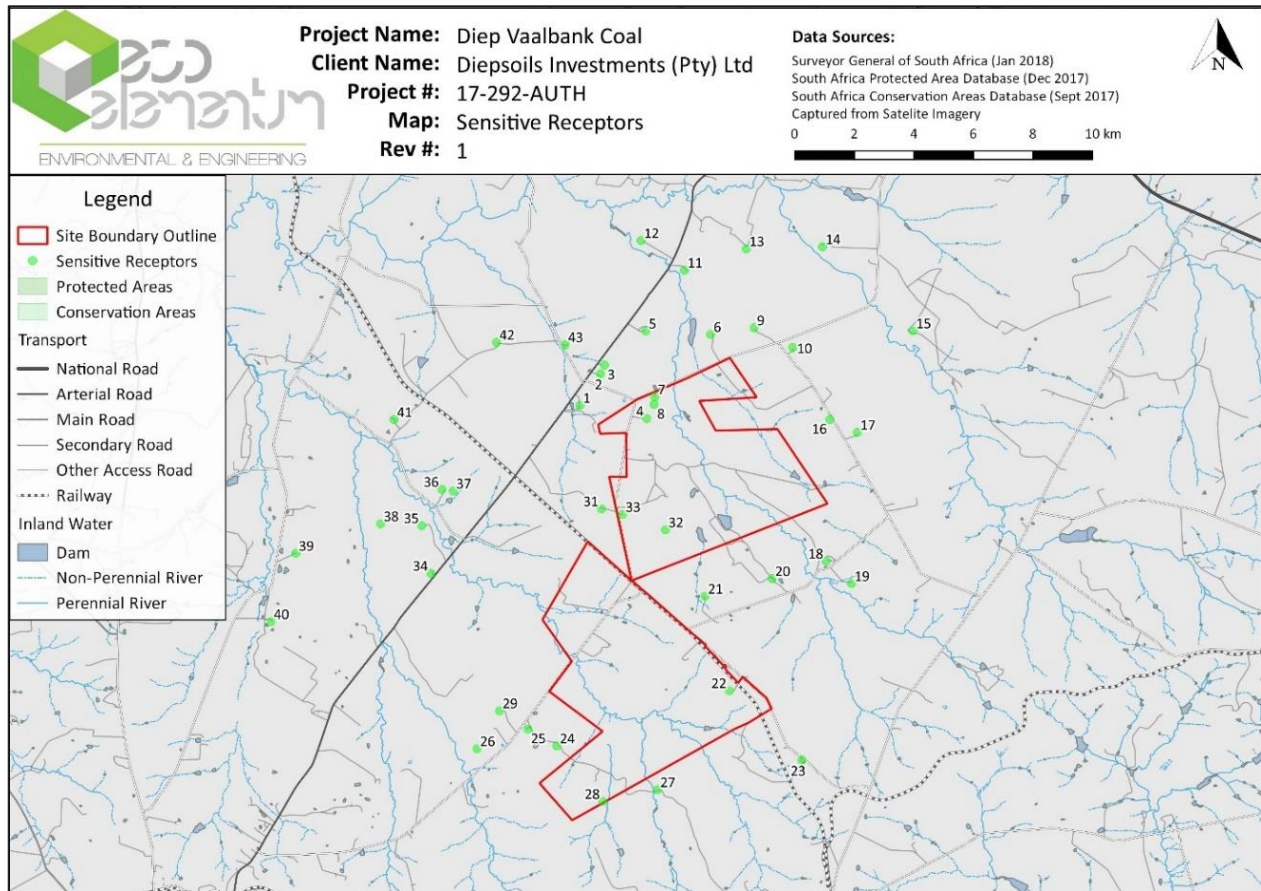 eco
elementum
ENVIRONMENTAL & ENGINEERING
Project Name: Diep Vaalbank Coal
Client Name: Diepsoils Investments (Pty) Ltd
Project #: 17-292-AUTH
Map: Sensitive Receptors
Rev #: 1
Data Sources:
Surveyor General of South Africa (Jan 2018)
South Africa Protected Area Database (Dec 2017)
South Africa Conservation Areas Database (Sept 2017)
Captured from Satelite Imagery
0 2 4 6 8 10 km
N
Legend
Site Boundary Outline
Sensitive Receptors
Protected Areas
Conservation Areas
Transport
National Road
Arterial Road
Main Road
Secondary Road
Other Access Road
Railway
Inland Water
Dam
Non-Perennial River
Perennial River
12
13
14
11
5
6
9
15
42
43
10
3
2
7
1
4
8
41
16
17
36
37
31
33
38
35
32
39
34
18
20
19
21
40
22
29
25
24
26
23
27
28